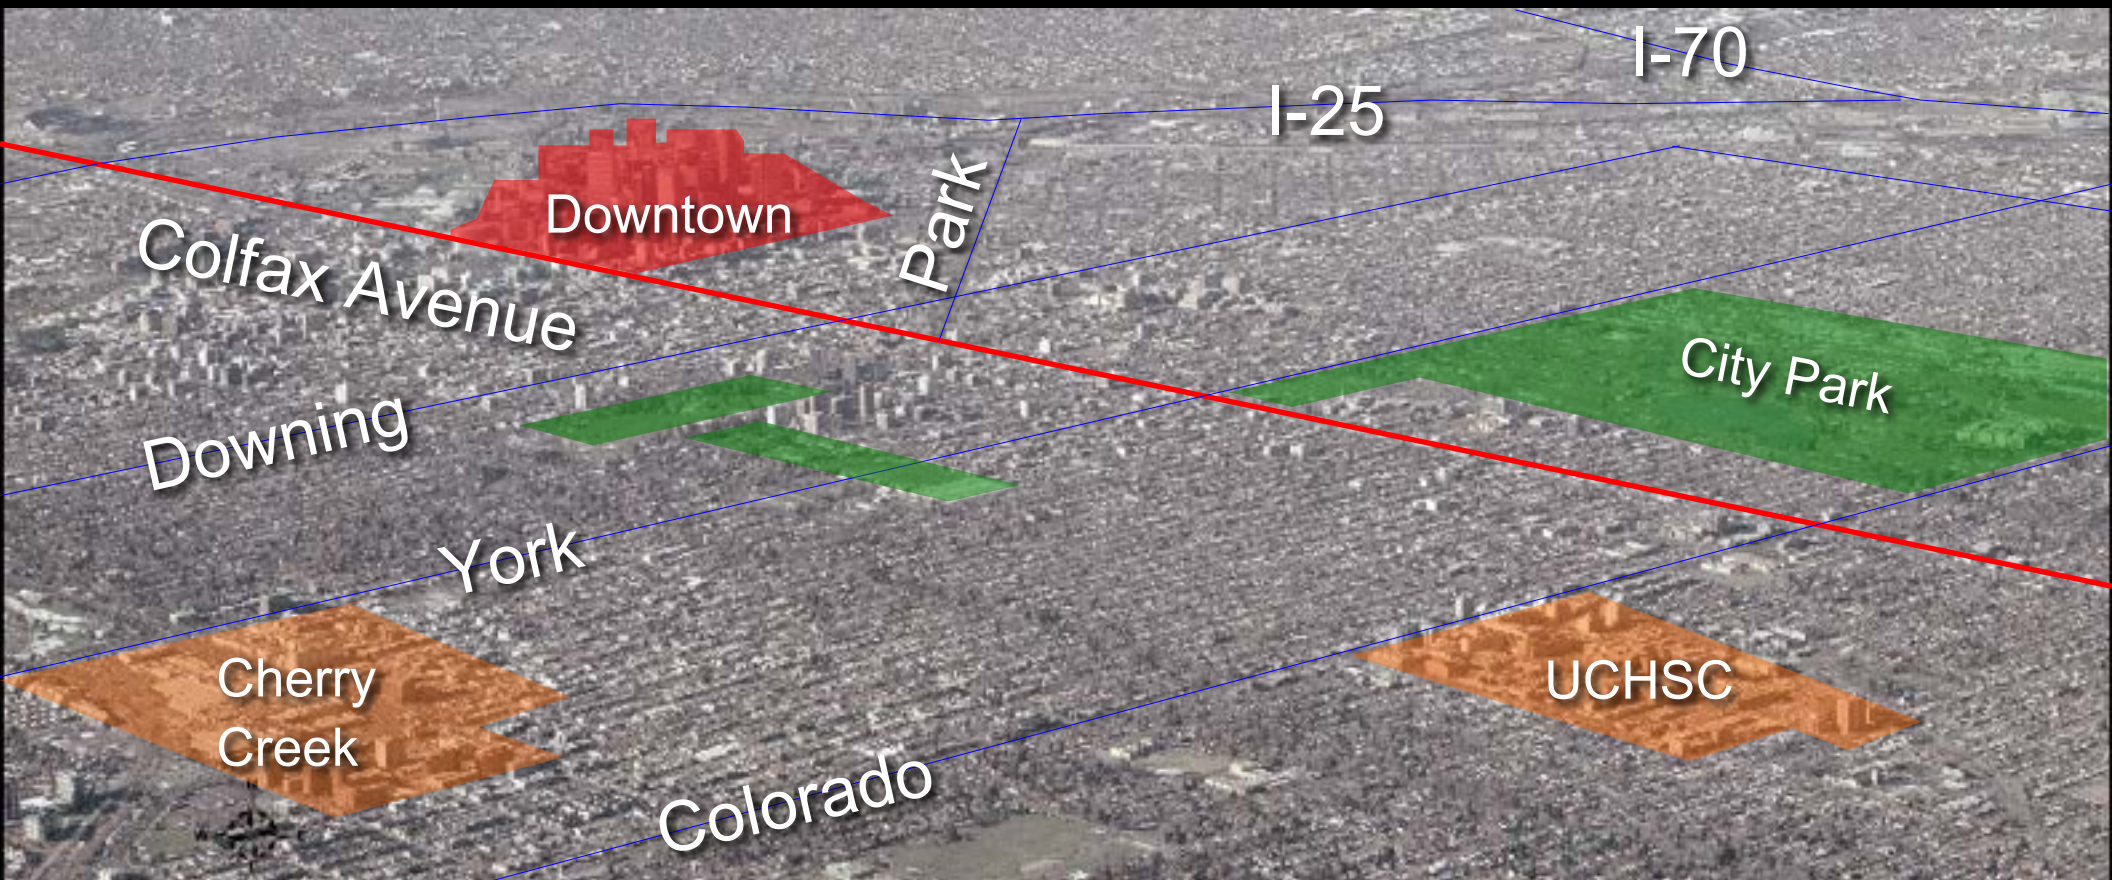 I-70
I-25
Park
Downtown
Colfax Avenue
City Park
Downing
York
Cherry
Creek
UCHSC
Colorado